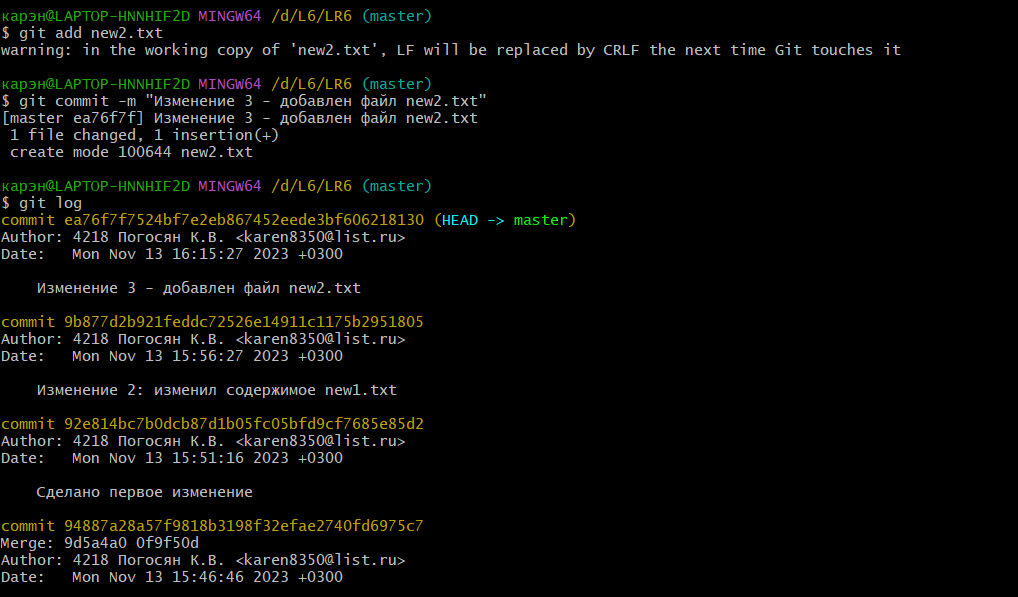 карэн@LAPTOP-HNNHIF2D MINGW64 /d/L6/LR6 (master)
$ git add new2.txt
warning: in the working copy of 'new2.txt', LF will be replaced by CRLF the next time Git touches it
карэн@LAPTOP-HNNHIF2D MINGW64 /d/L6/LR6 (master)
$ git commit -m "Изменение 3 - добавлен файл new2.txt"
[master ea76f7f] Изменение 3 - добавлен файл new2.txt
 1 file changed, 1 insertion(+)
 create mode 100644 new2.txt
карэн@LAPTOP-HNNHIF2D MINGW64 /d/L6/LR6 (master)
$ git log
commit ea76f7f7524bf7e2eb867452eede3bf606218130 (HEAD -> master)
Author: 4218 Погосян К.В. <karen8350@list.ru>
Date:   Mon Nov 13 16:15:27 2023 +0300
    Изменение 3 - добавлен файл new2.txt
commit 9b877d2b921feddc72526e14911c1175b2951805
Author: 4218 Погосян К.В. <karen8350@list.ru>
Date:   Mon Nov 13 15:56:27 2023 +0300
    Изменение 2: изменил содержимое new1.txt
commit 92e814bc7b0dcb87d1b05fc05bfd9cf7685e85d2
Author: 4218 Погосян К.В. <karen8350@list.ru>
Date:   Mon Nov 13 15:51:16 2023 +0300
    Сделано первое изменение
commit 94887a28a57f9818b3198f32efae2740fd6975c7
Merge: 9d5a4a0 0f9f50d
Author: 4218 Погосян К.В. <karen8350@list.ru>
Date:   Mon Nov 13 15:46:46 2023 +0300